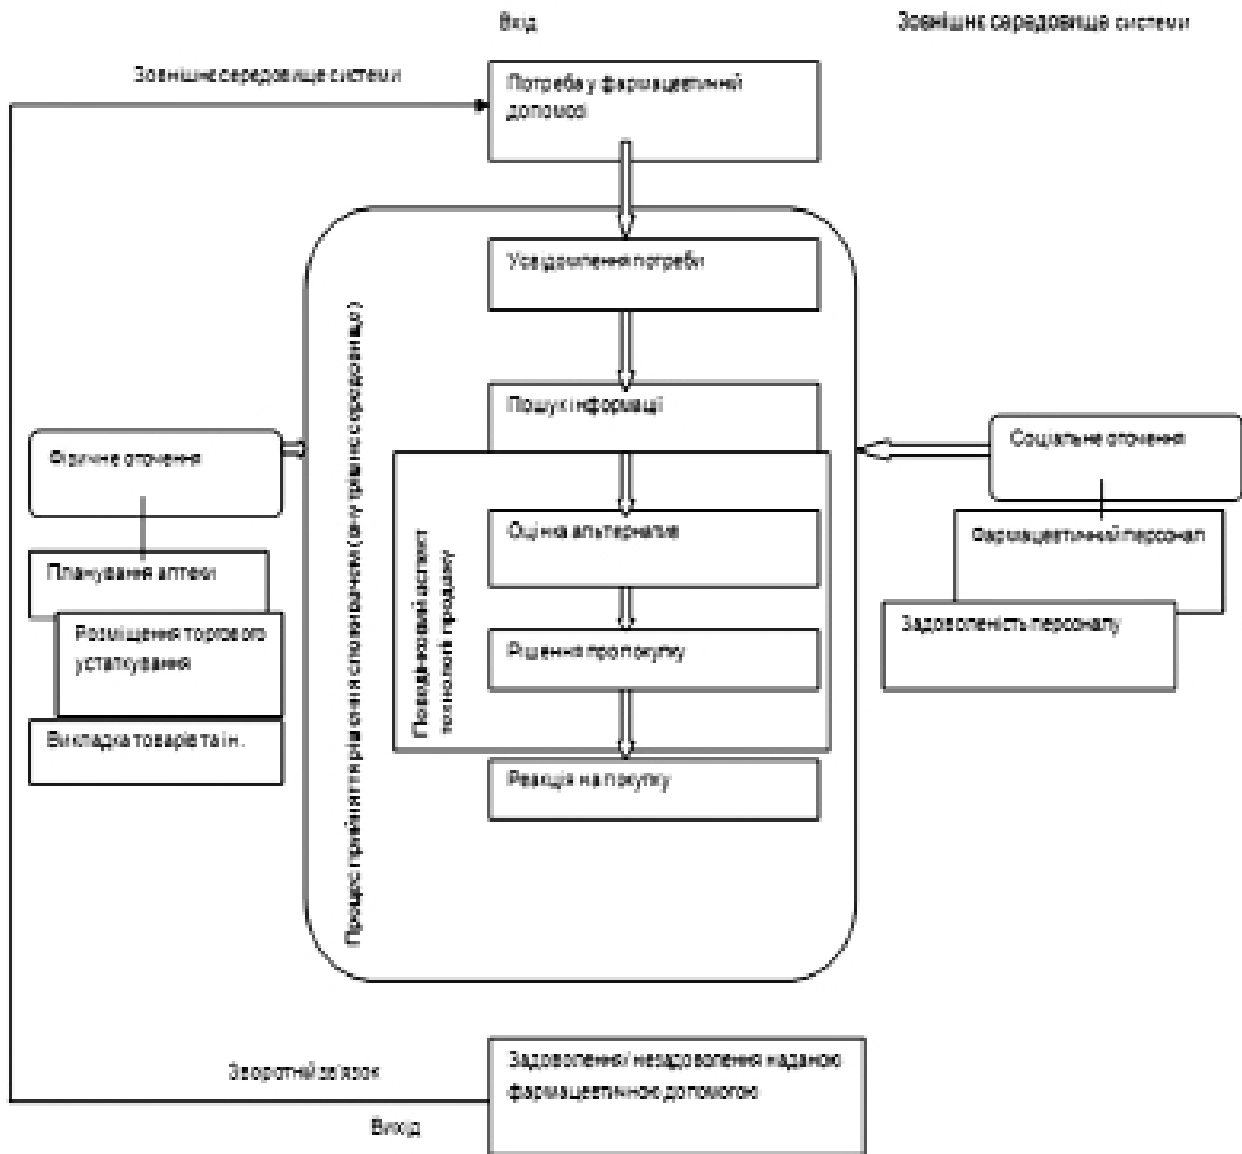 Вхід
Зовнішнє середовище системи
Зовнішнє середовище системи
Потреба у фармацевтичній
допомозі
Усвідомлення потреби
Процес прийняття рішення споживачем (внутрішнє середовище)
Пошук інформації
Фізичне оточення
Соціальне оточення
Поведінковий аспект
технології продажу
Оцінка альтернатив
Фармацевтичний персонал
Планування аптеки
Розміщення торгового
устаткування
Рішення про покупку
Задоволеність персоналу
Викладка товарів та ін.
Реакція на покупку
Зворотній зв'язок
Задоволення/незадоволення наданою
фармацевтичною допомогою
Вихід